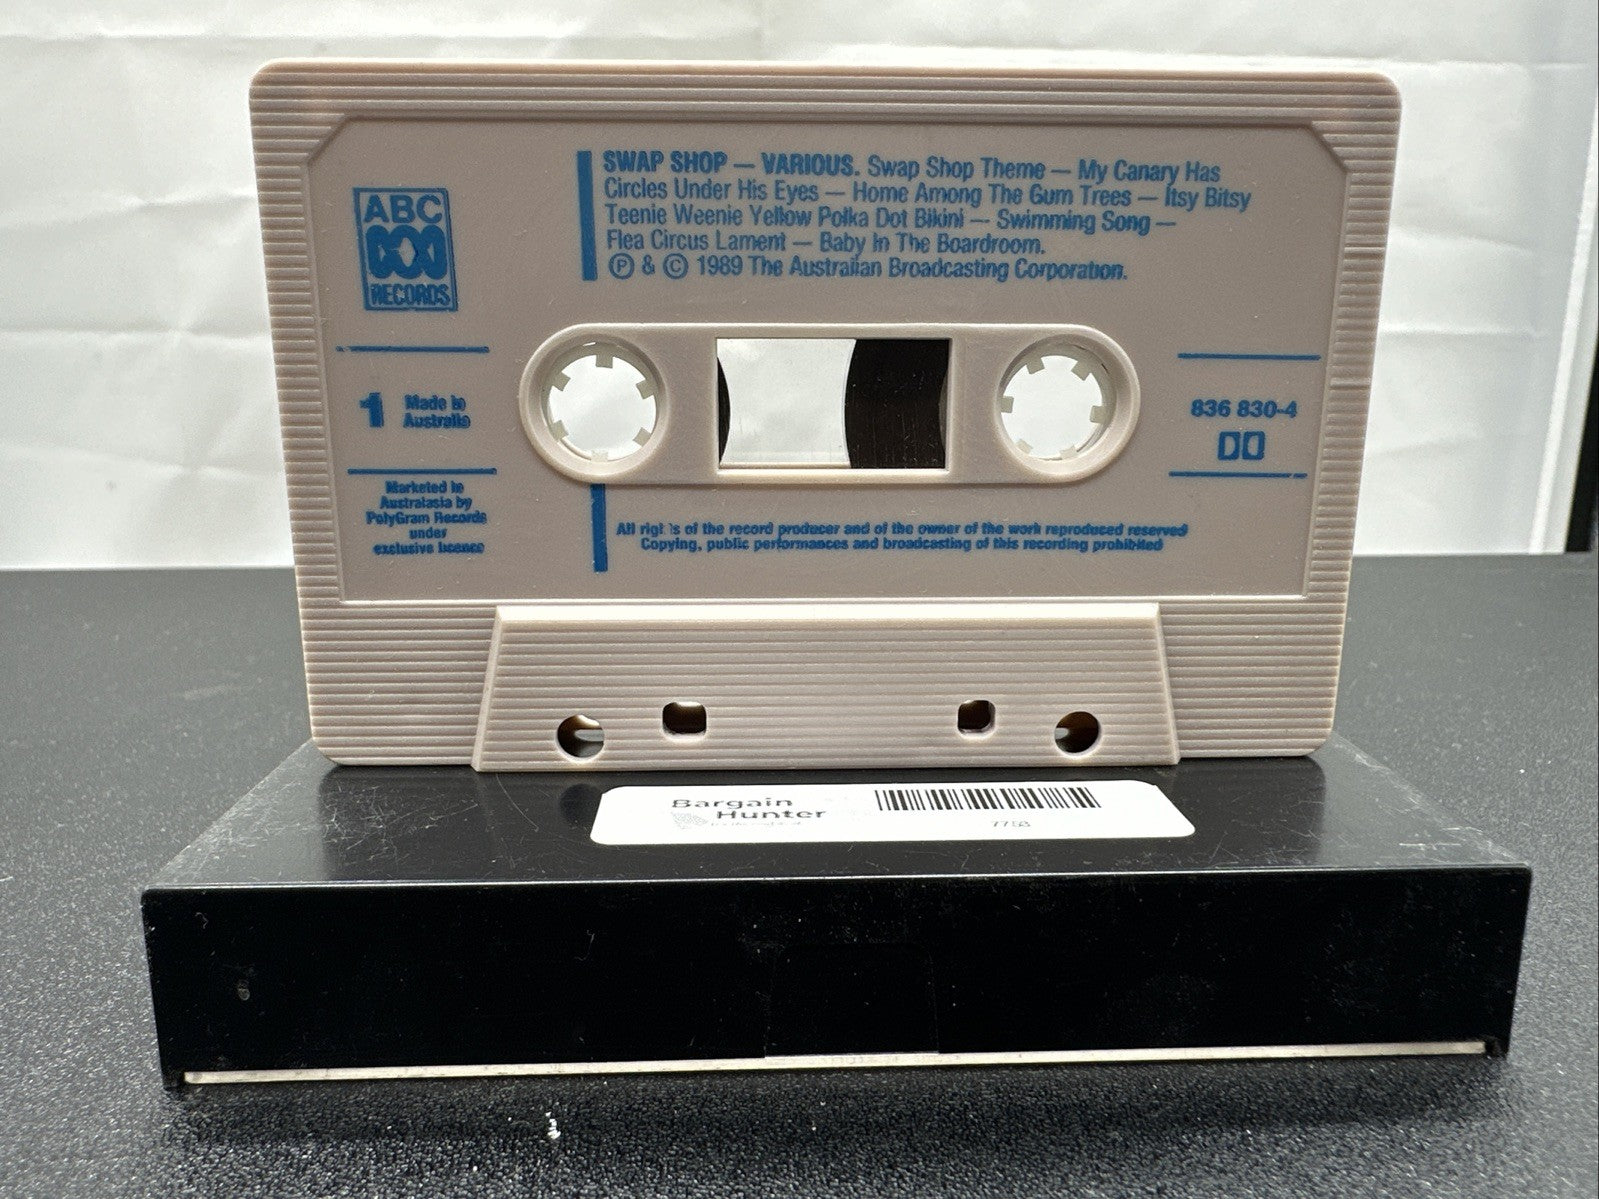 SWAP SHOP — VARIOUS. Swap Shop Theme — My Canary Has
Circles Under His Eyes — Home Among The Gum Trees — Itsy Bitsy
Teenie Weenie Yellow Polka Dot Bikini — Swimming Song —
Flea Circus Lament — Baby In The Boardroom.
Ⓟ & © 1989 The Australian Broadcasting Corporation.
ABC
RECORDS
1
Made in
Australia
836 830-4
Marketed in
Australasia by
PolyGram Records
under
exclusive licence
All rights of the record producer and of the owner of the work reproduced reserved
Copying, public performances and broadcasting of this recording prohibited
Bargain
Hunter